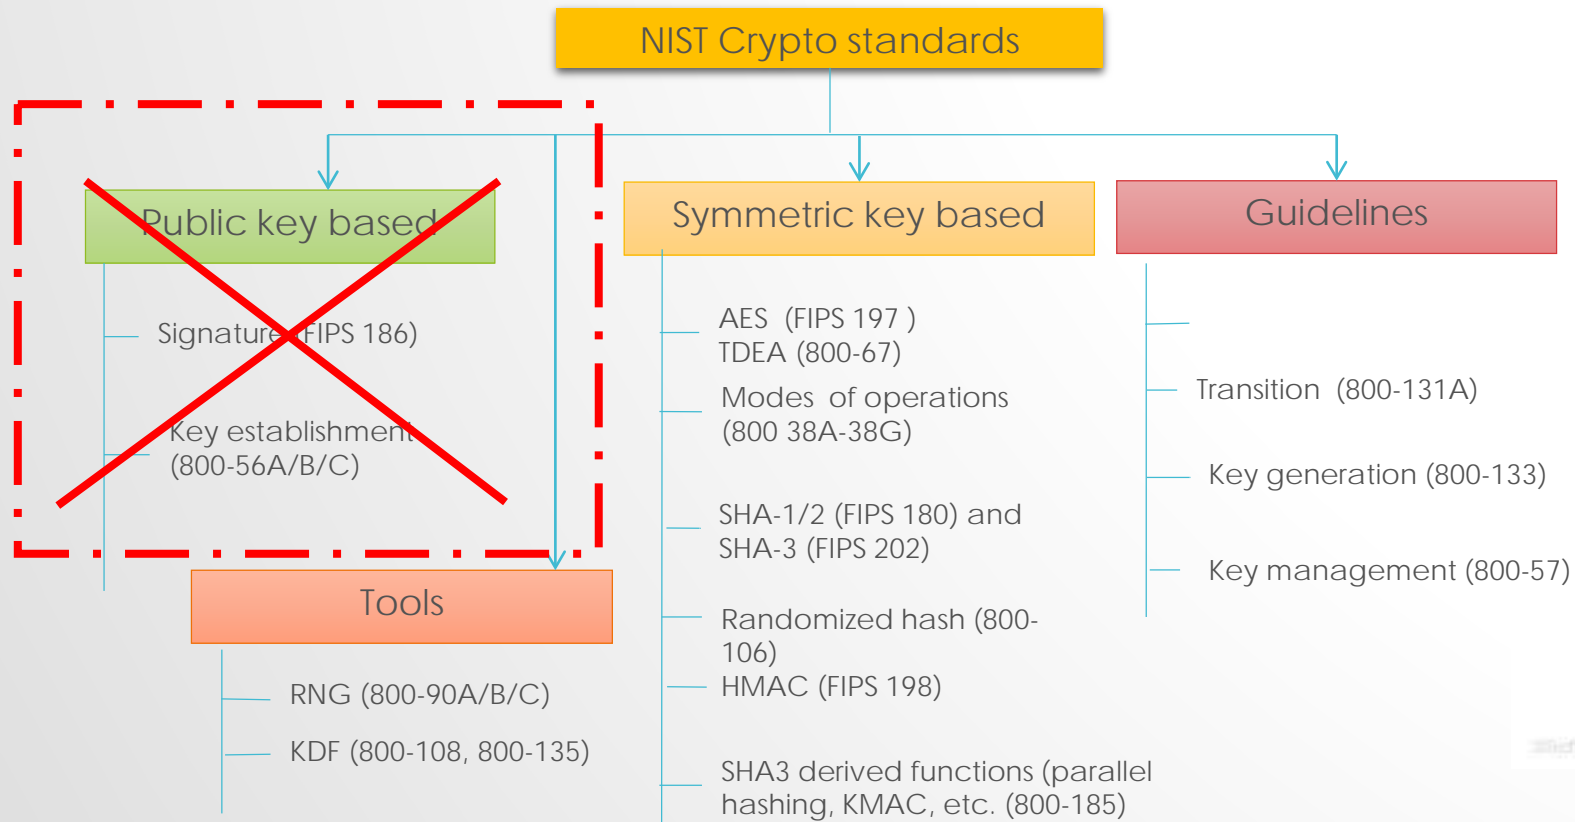 NIST Crypto standards
Public key based
Signature (FIPS 186)
Key establishment
(800-56A/B/C)
Tools
RNG (800-90A/B/C)
KDF (800-108, 800-135)
Symmetric key based
AES (FIPS 197 )
TDEA (800-67)
Modes of operations
(800 38A-38G)
SHA-1/2 (FIPS 180) and
SHA-3 (FIPS 202)
Randomized hash (800-
106)
HMAC (FIPS 198)
SHA3 derived functions (parallel
hashing, KMAC, etc. (800-185)
Guidelines
Transition (800-131A)
Key generation (800-133)
Key management (800-57)